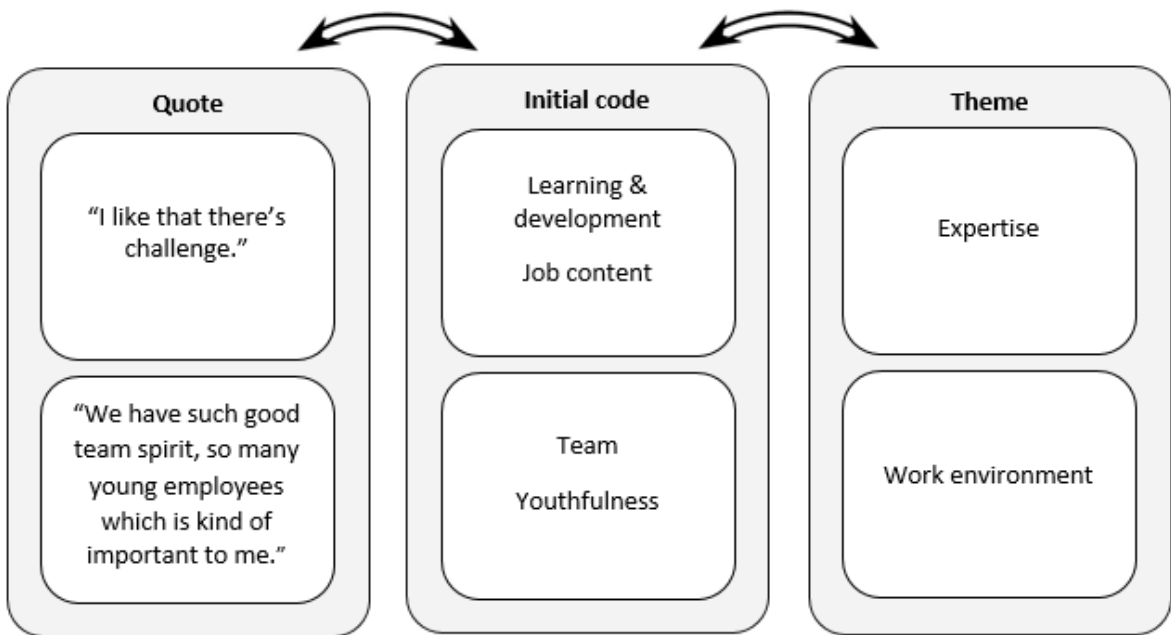 Quote
“I like that there’s
challenge.”
“We have such good
team spirit, so many
young employees
which is kind of
important to me.”
Initial code
Learning &
development
Job content
Team
Youthfulness
Theme
Expertise
Work environment